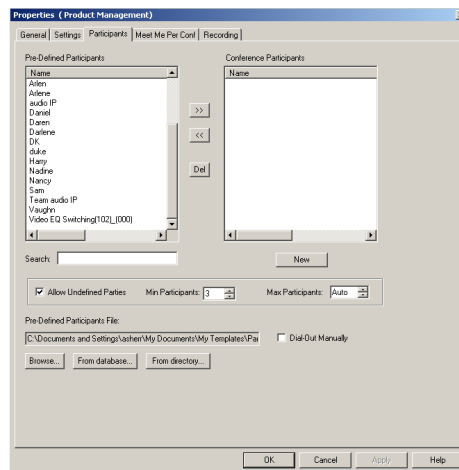 Properties ( Product Management)
General Settings Participants Meet Me Per Conf Recording
Pre-Defined Participants Conference Participants
Name Name
Arlen
Arlene
audio IP
Daniel
Daren
Darlene
DK
duke
Harry
Nadine
Nancy
Sam
Team audio IP
Vaughn
Video EQ Switching(102)_(000)
>>
<<
Del
Search: New
Allow Undefined Parties Min Participants: 3 Max Participants: Auto
Pre-Defined Participants File:
C:\Documents and Settings\asherr\My Documents\My Templates\Par Dial-Out Manually
Browse... From database... From directory...
OK Cancel Apply Help